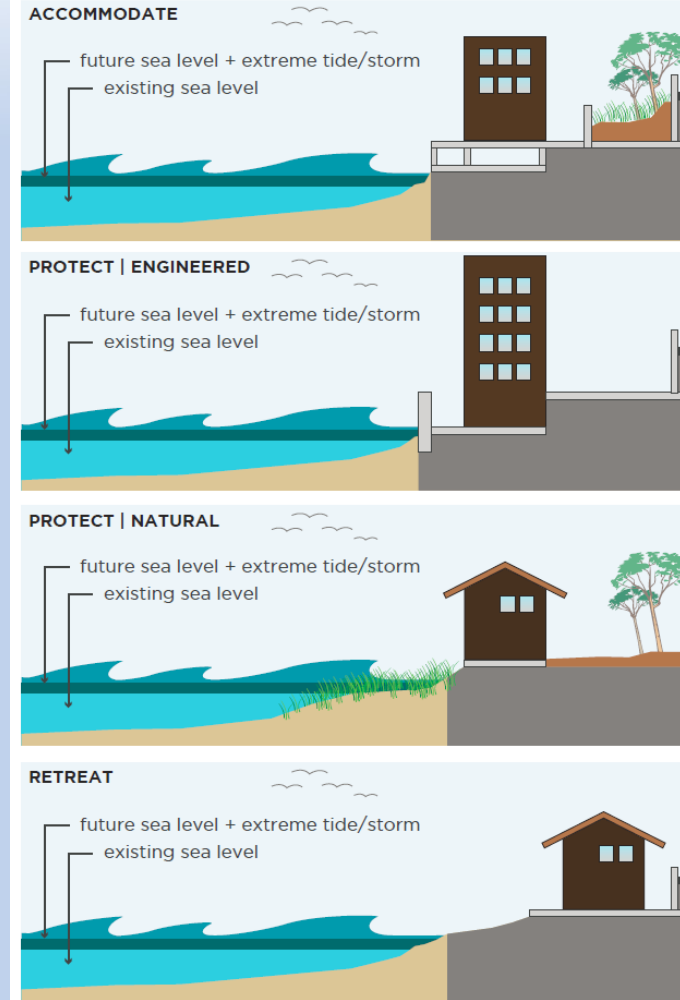 ACCOMMODATE
future sea level + extreme tide/storm
existing sea level
PROTECT | ENGINEERED
future sea level + extreme tide/storm
existing sea level
PROTECT | NATURAL
future sea level + extreme tide/storm
existing sea level
RETREAT
future sea level + extreme tide/storm
existing sea level